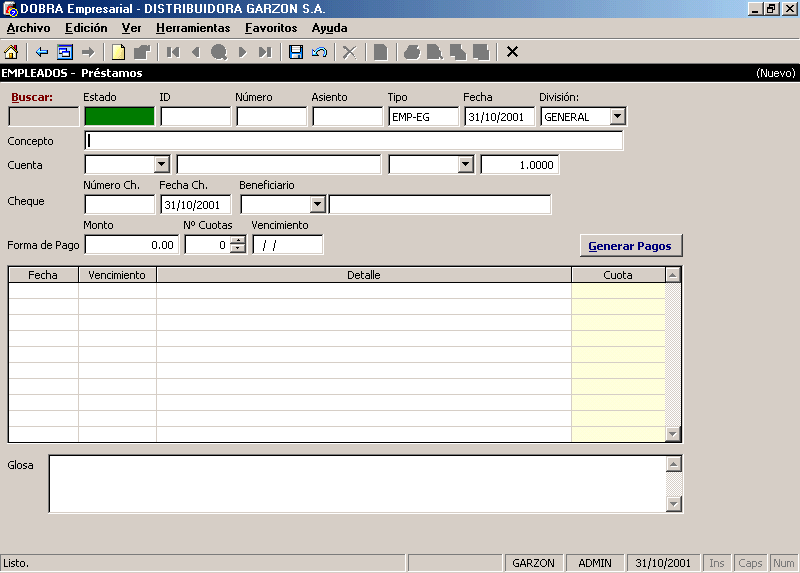 DOBRA Empresarial - DISTRIBUIDORA GARZON S.A.
Archivo Edición Ver Herramientas Favoritos Ayuda
EMPLEADOS - Préstamos (Nuevo)
Buscar: Estado ID Número Asiento Tipo Fecha División:
EMP-EG 31/10/2001 GENERAL
Concepto
Cuenta 1.0000
Número Ch. Fecha Ch. Beneficiario
Cheque 31/10/2001
Monto Nº Cuotas Vencimiento
Forma de Pago 0.00 0 / / Generar Pagos
Fecha Vencimiento Detalle Cuota
Glosa
Listo. GARZON ADMIN 31/10/2001 Ins Caps Num